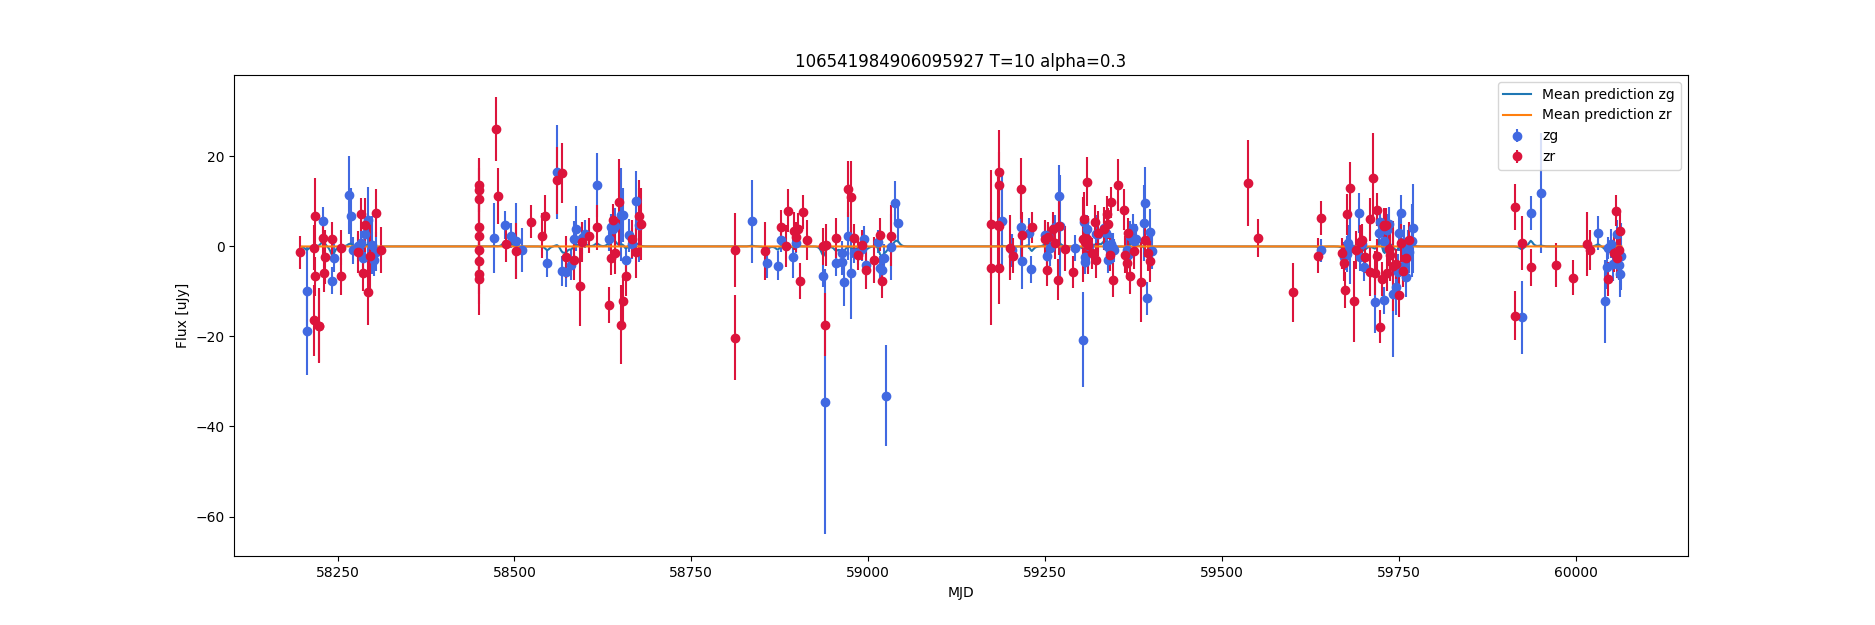 106541984906095927 T=10 alpha=0.3
Mean prediction zg
Mean prediction zr
zg
zr
Flux [uJy]
20
0
−20
−40
−60
58250 58500 58750 59000 59250 59500 59750 60000
MJD